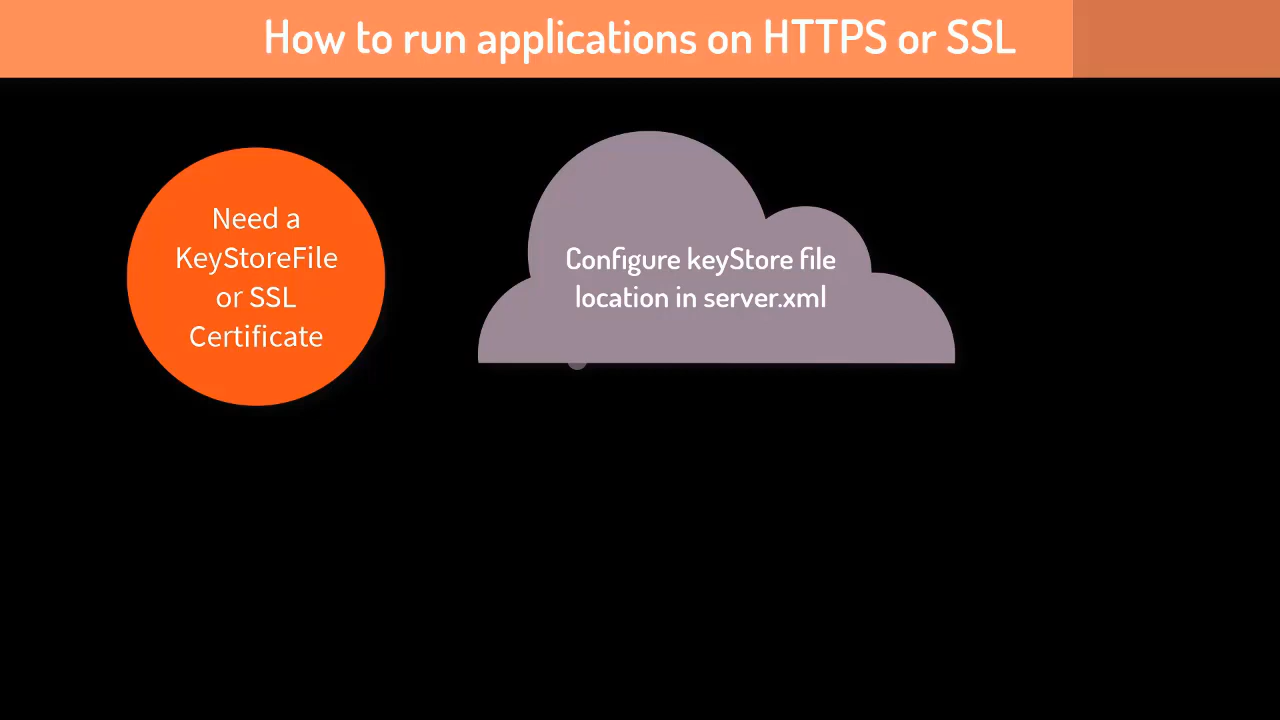 How to run applications on HTTPS or SSL
Need a
KeyStoreFile
or SSL
Certificate
Configure keyStore file
location in server.xml